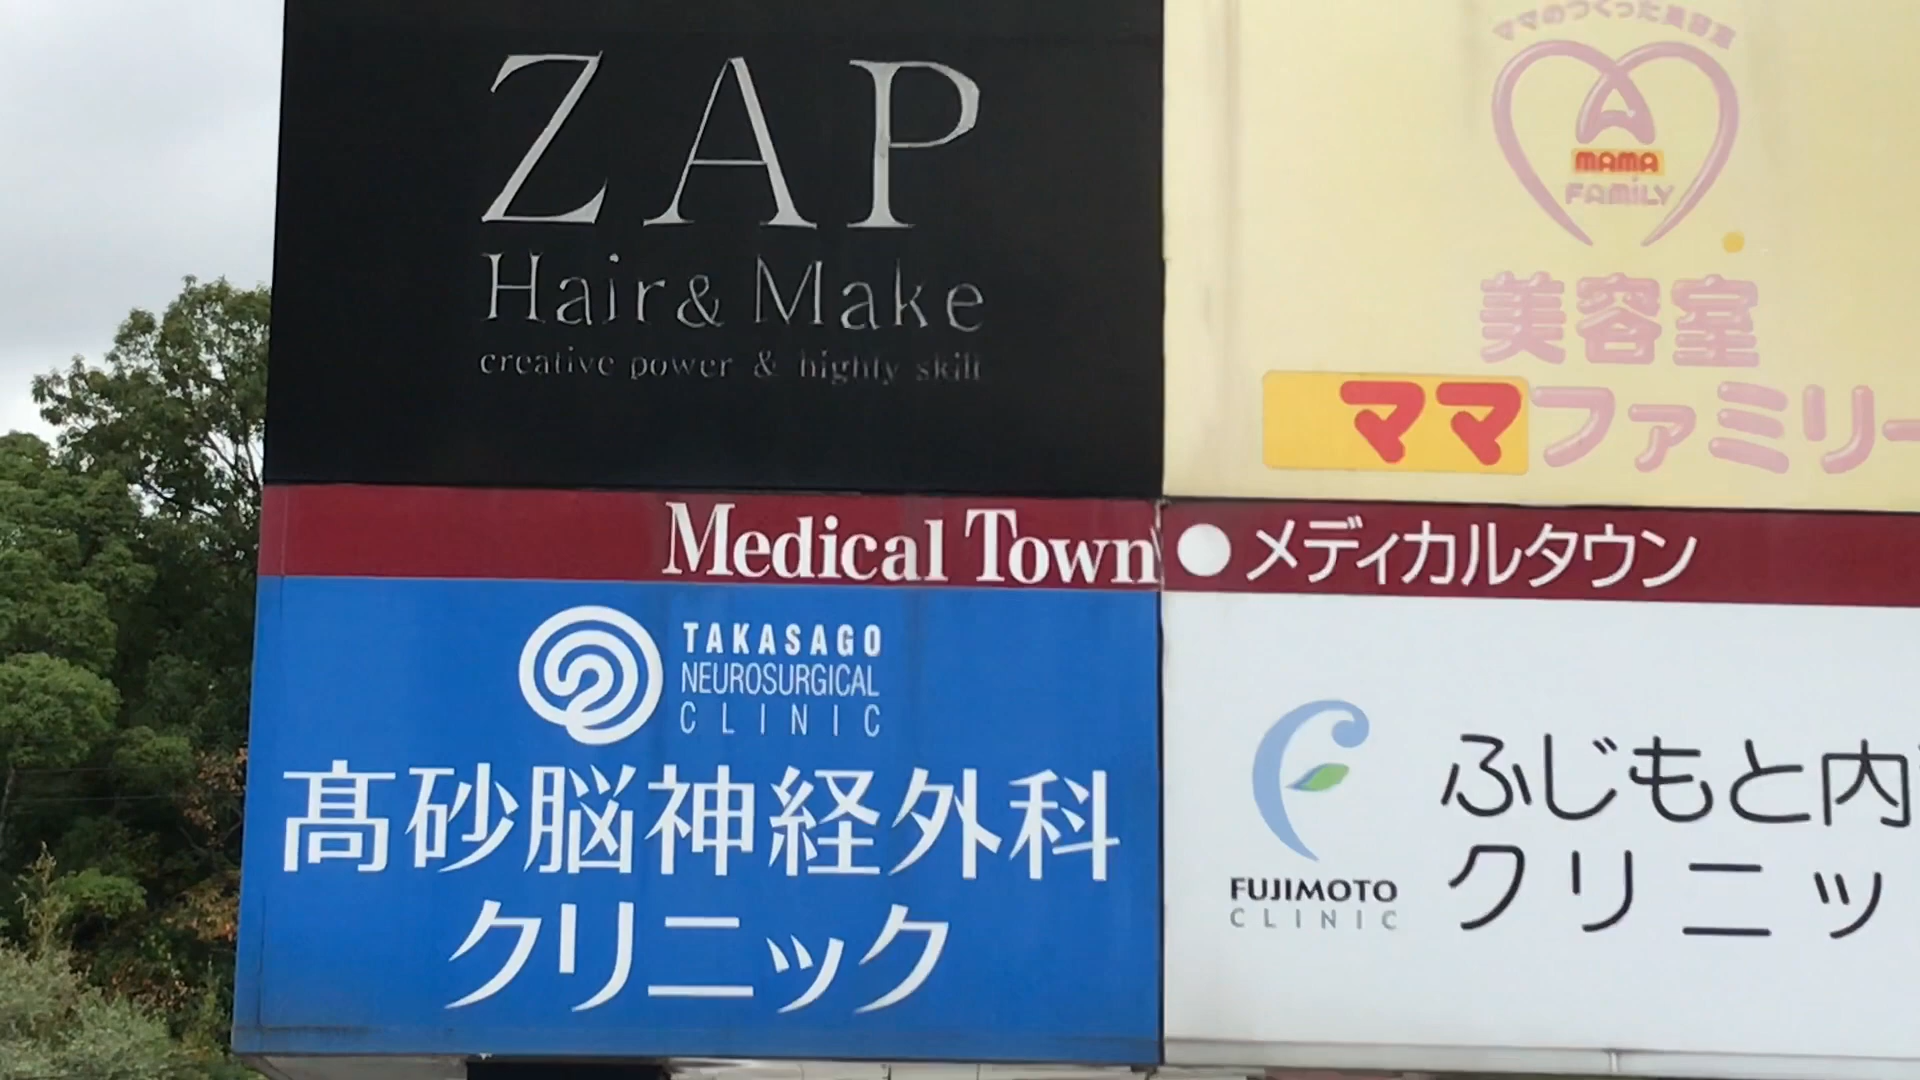 ZAP
Hair & Make
creative power & highly skill
ママのつくった美容室
MAMA
FAMILY
美容室
ママファミリー
Medical Town
メディカルタウン
TAKASAGO
NEUROSURGICAL
CLINIC
髙砂脳神経外科
クリニック
FUJIMOTO
CLINIC
ふじもと内
クリニッ